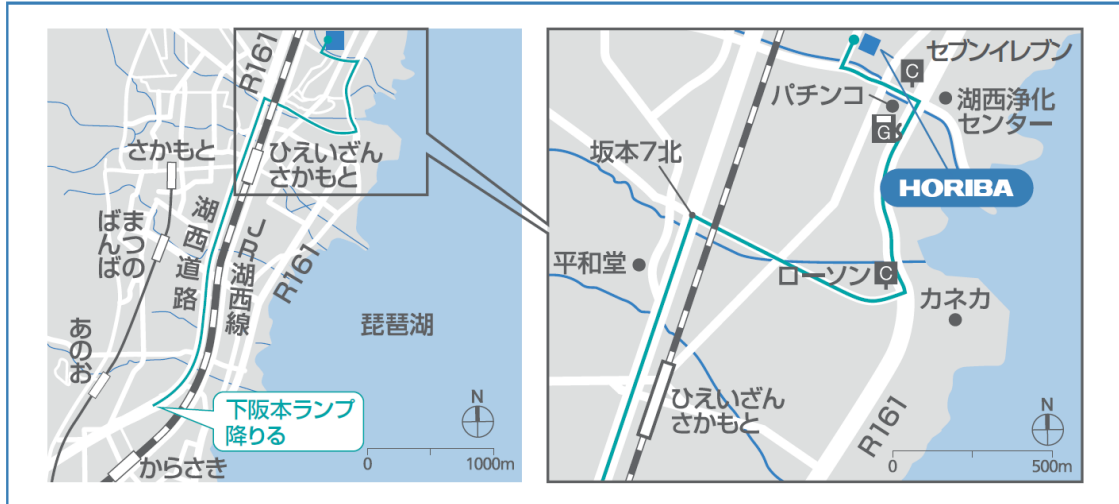 R161
さかもと
ひえいざん
さかもと
まつの
ばんば
湖西道路
JR湖西線
R161
あのお
琵琶湖
下阪本ランプ
降りる
からさき
N
0 1000m
セブンイレブン
C
パチンコ
G
湖西浄化
センター
坂本7北
HORIBA
平和堂
ローソン
C
カネカ
ひえいざん
さかもと
R161
N
0 500m